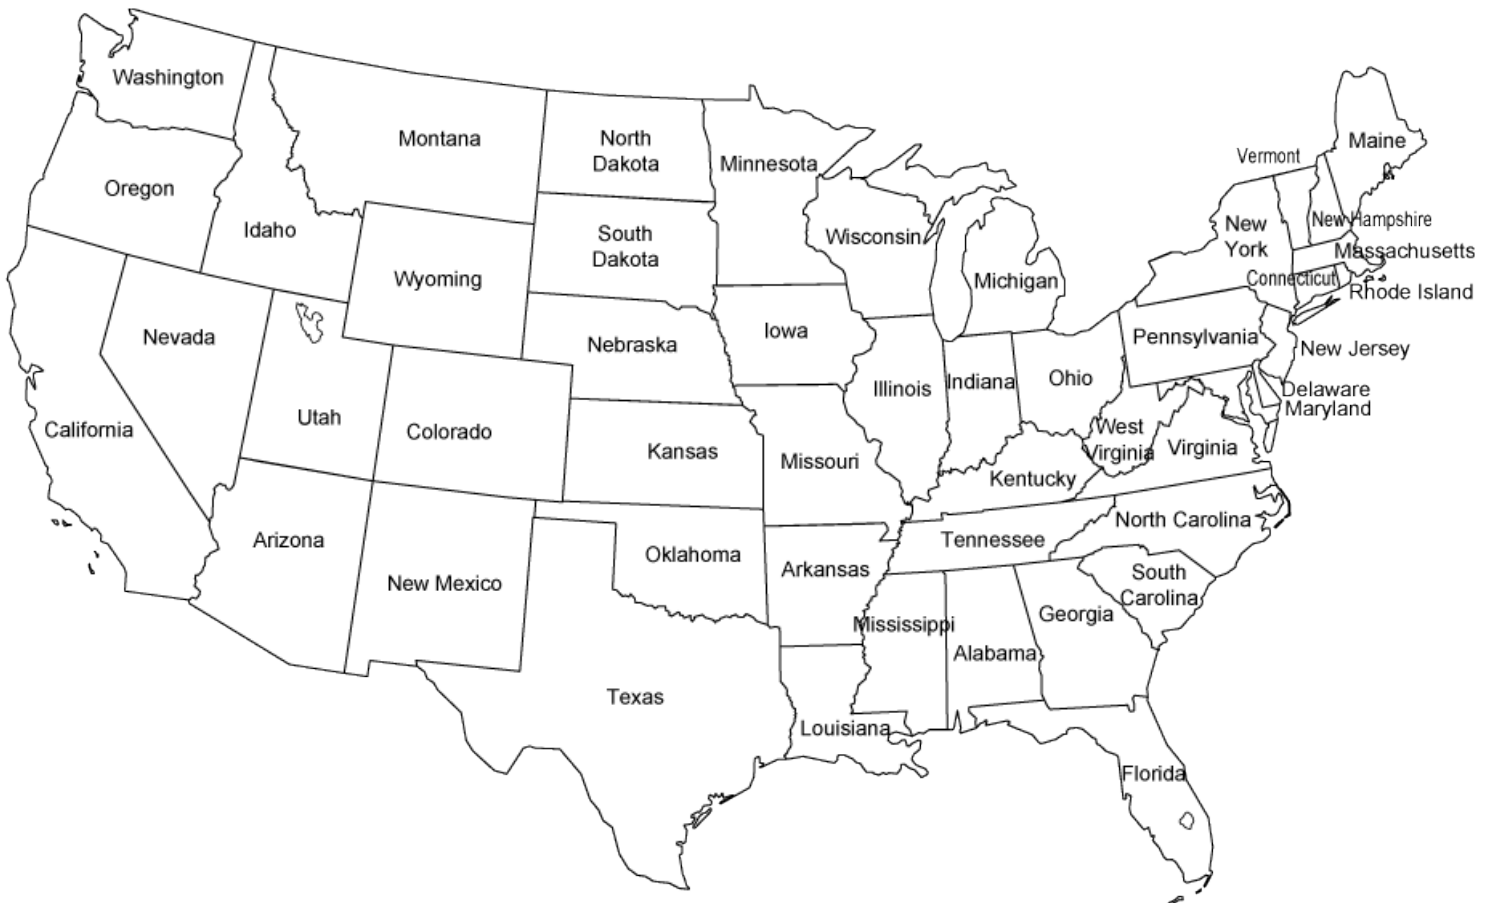 Washington
Montana
North
Dakota
Minnesota
Vermont
Maine
Oregon
Idaho
South
Dakota
Wisconsin
New
York
New Hampshire
Massachusetts
Wyoming
Michigan
Connecticut
Rhode Island
Nevada
Nebraska
Iowa
Pennsylvania
New Jersey
Utah
Colorado
Illinois
Indiana
Ohio
Delaware
Maryland
California
Kansas
Missouri
Kentucky
West
Virginia
Virginia
Arizona
New Mexico
Oklahoma
Arkansas
Tennessee
North Carolina
South
Carolina
Mississippi
Alabama
Georgia
Texas
Louisiana
Florida